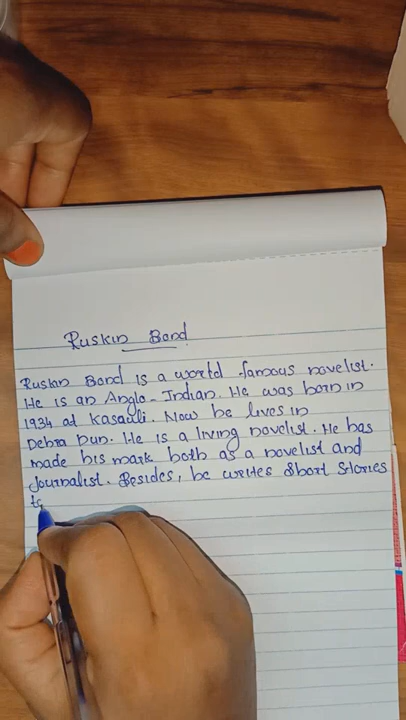 Ruskin Bond
Ruskin Bond is a world famous novelist.
He is an Anglo-Indian. He was born in
1934 at Kasauli. Now he lives in
Dehra Dun. He is a living novelist. He has
made his mark both as a novelist and
Journalist. Besides, he writes Short Stories